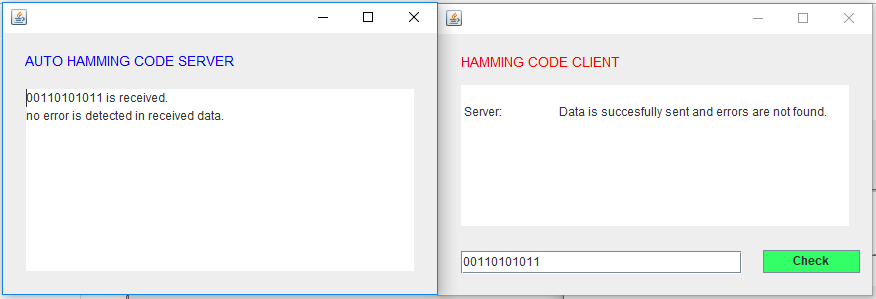 AUTO HAMMING CODE SERVER
00110101011 is received.
no error is detected in received data.
HAMMING CODE CLIENT
Server: Data is succesfully sent and errors are not found.
00110101011
Check